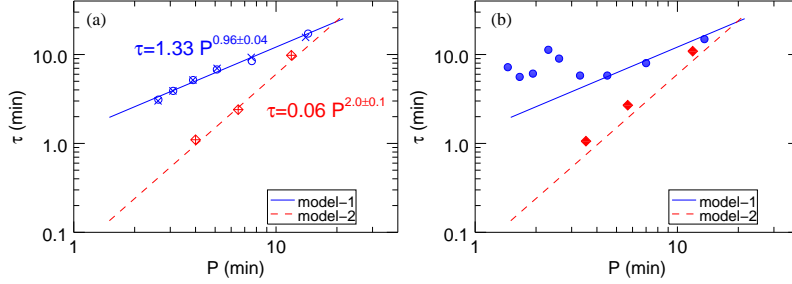 (a)
τ=1.33 P^0.96±0.04
τ=0.06 P^2.0±0.1
model-1
model-2
10.0
1.0
0.1
τ (min)
1
10
P (min)
(b)
model-1
model-2
10.0
1.0
0.1
τ (min)
1
10
P (min)